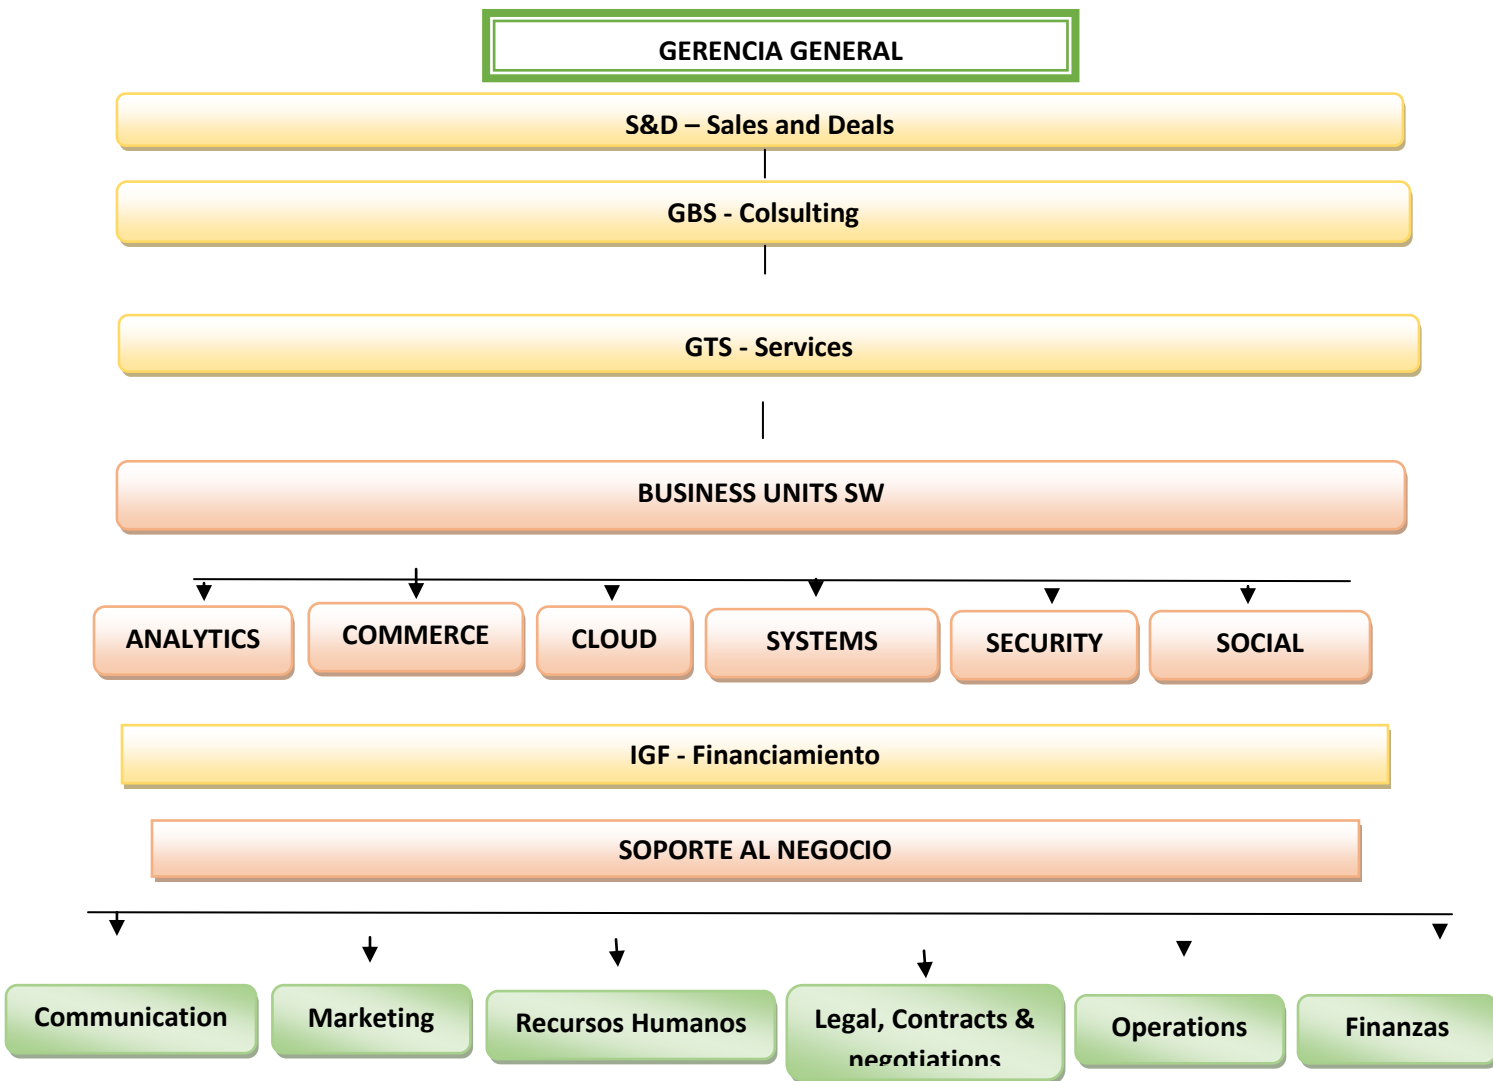 GERENCIA GENERAL
S&D – Sales and Deals
GBS - Colsulting
GTS - Services
BUSINESS UNITS SW
ANALYTICS
COMMERCE
CLOUD
SYSTEMS
SECURITY
SOCIAL
IGF - Financiamiento
SOPORTE AL NEGOCIO
Communication
Marketing
Recursos Humanos
Legal, Contracts &
negotiations
Operations
Finanzas